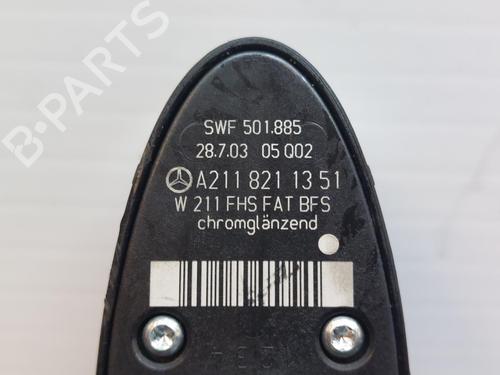 SWF 501.885
28.7.03 05 Q02
A211 821 13 51
W 211 FHS FAT BFS
chromglänzend
B-PARTS